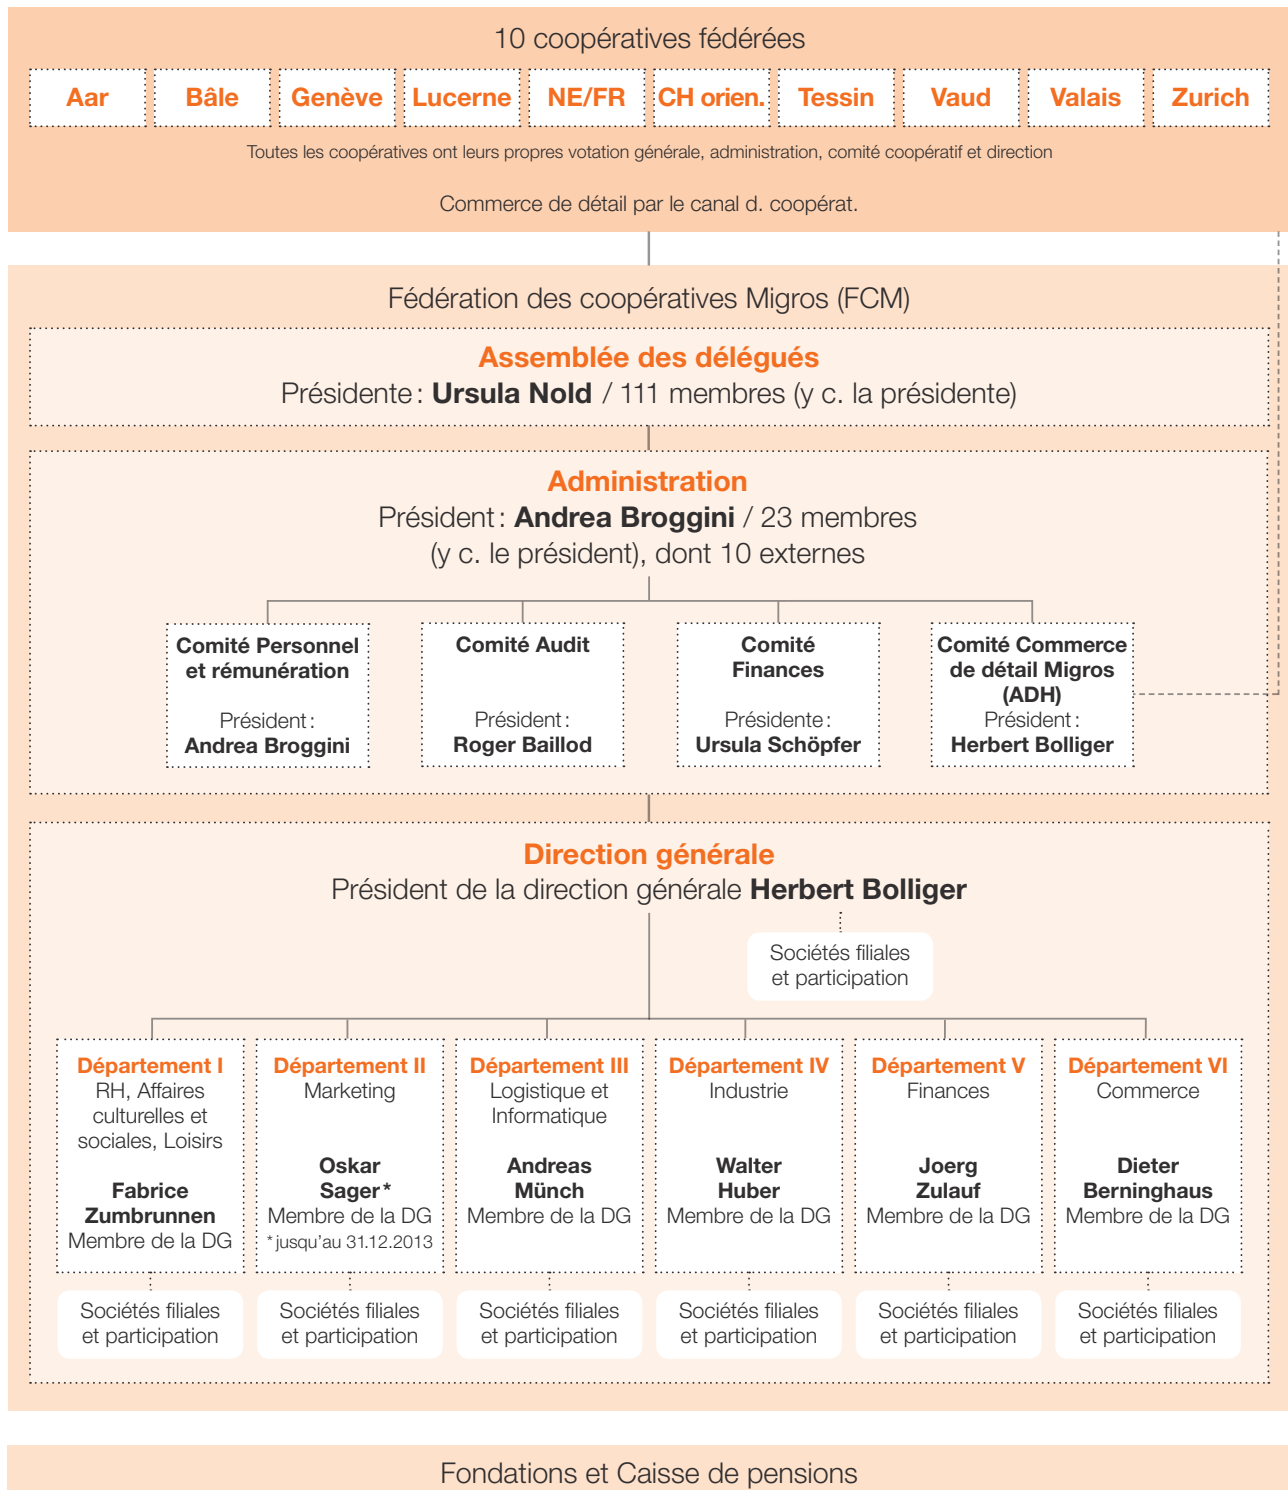 10 coopératives fédérées
Aar
Bâle
Genève
Lucerne
NE/FR
CH orien.
Tessin
Vaud
Valais
Zurich
Toutes les coopératives ont leurs propres votation générale, administration, comité coopératif et direction
Commerce de détail par le canal d. coopérat.
Fédération des coopératives Migros (FCM)
Assemblée des délégués
Présidente : Ursula Nold / 111 membres (y c. la présidente)
Administration
Président : Andrea Broggini / 23 membres
(y c. le président), dont 10 externes
Comité Personnel
et rémunération
Président :
Andrea Broggini
Comité Audit
Président :
Roger Baillod
Comité
Finances
Présidente :
Ursula Schöpfer
Comité Commerce
de détail Migros
(ADH)
Président :
Herbert Bolliger
Direction générale
Président de la direction générale Herbert Bolliger
Sociétés filiales
et participation
Département I
RH, Affaires
culturelles et
sociales, Loisirs
Fabrice
Zumbrunnen
Membre de la DG
Département II
Marketing
Oskar
Sager*
Membre de la DG
* jusqu'au 31.12.2013
Département III
Logistique et
Informatique
Andreas
Münch
Membre de la DG
Département IV
Industrie
Walter
Huber
Membre de la DG
Département V
Finances
Joerg
Zulauf
Membre de la DG
Département VI
Commerce
Dieter
Berninghaus
Membre de la DG
Sociétés filiales
et participation
Sociétés filiales
et participation
Sociétés filiales
et participation
Sociétés filiales
et participation
Sociétés filiales
et participation
Sociétés filiales
et participation
Fondations et Caisse de pensions